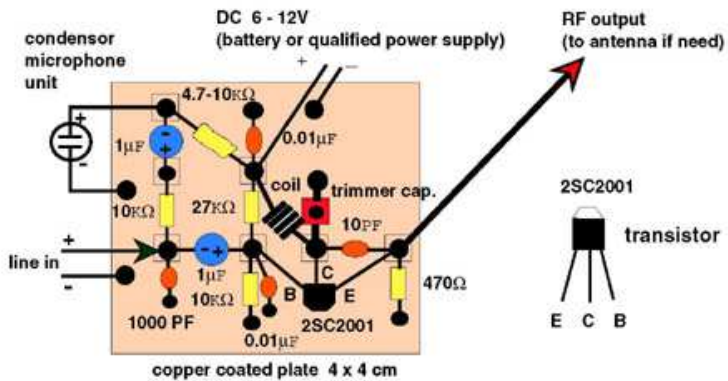 DC 6 - 12V
(battery or qualified power supply)
RF output
(to antenna if need)
condensor
microphone
unit
+
−
4.7-10KΩ
+
-
1µF
-
+
0.01µF
coil
trimmer cap.
10KΩ
27KΩ
10PF
2SC2001
transistor
line in
+
-
- +
1µF
C
B
E
470Ω
10KΩ
1000 PF
0.01µF
2SC2001
E C B
copper coated plate 4 x 4 cm